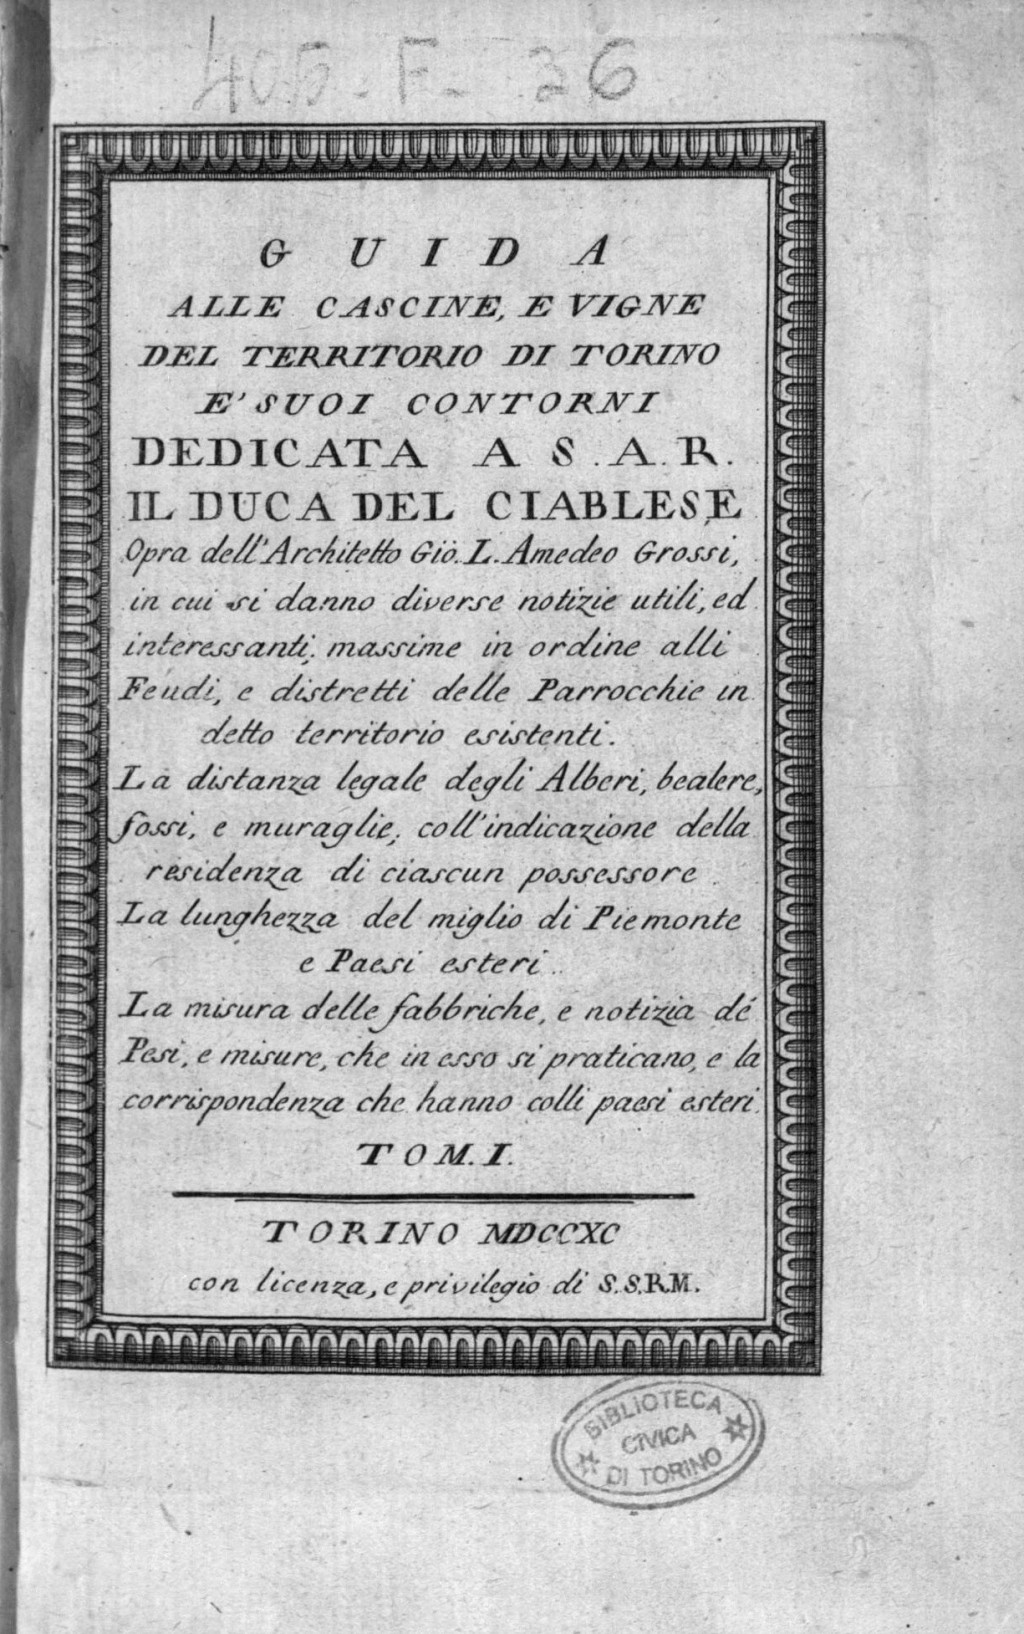 405. F. 26
GUIDA
ALLE CASCINE, E VIGNE
DEL TERRITORIO DI TORINO
E' SUOI CONTORNI
DEDICATA A S. A. R.
IL DUCA DEL CIABLESE
Opra dell'Architetto Giò. L. Amedeo Grossi,
in cui si danno diverse notizie utili, ed
interessanti, massime in ordine alli
Feudi, e distretti delle Parrocchie in
detto territorio esistenti.
La distanza legale degli Alberi, bealere,
fossi, e muraglie, coll'indicazione della
residenza di ciascun possessore.
La lunghezza del miglio di Piemonte
e Paesi esteri.
La misura delle fabbriche, e notizia dé
Pesi, e misure, che in esso si praticano, e la
corrispondenza che hanno colli paesi esteri.
TOM. I.
TORINO MDCCXC
con licenza, e privilegio di S. S. R. M.
BIBLIOTECA
CIVICA
DI TORINO